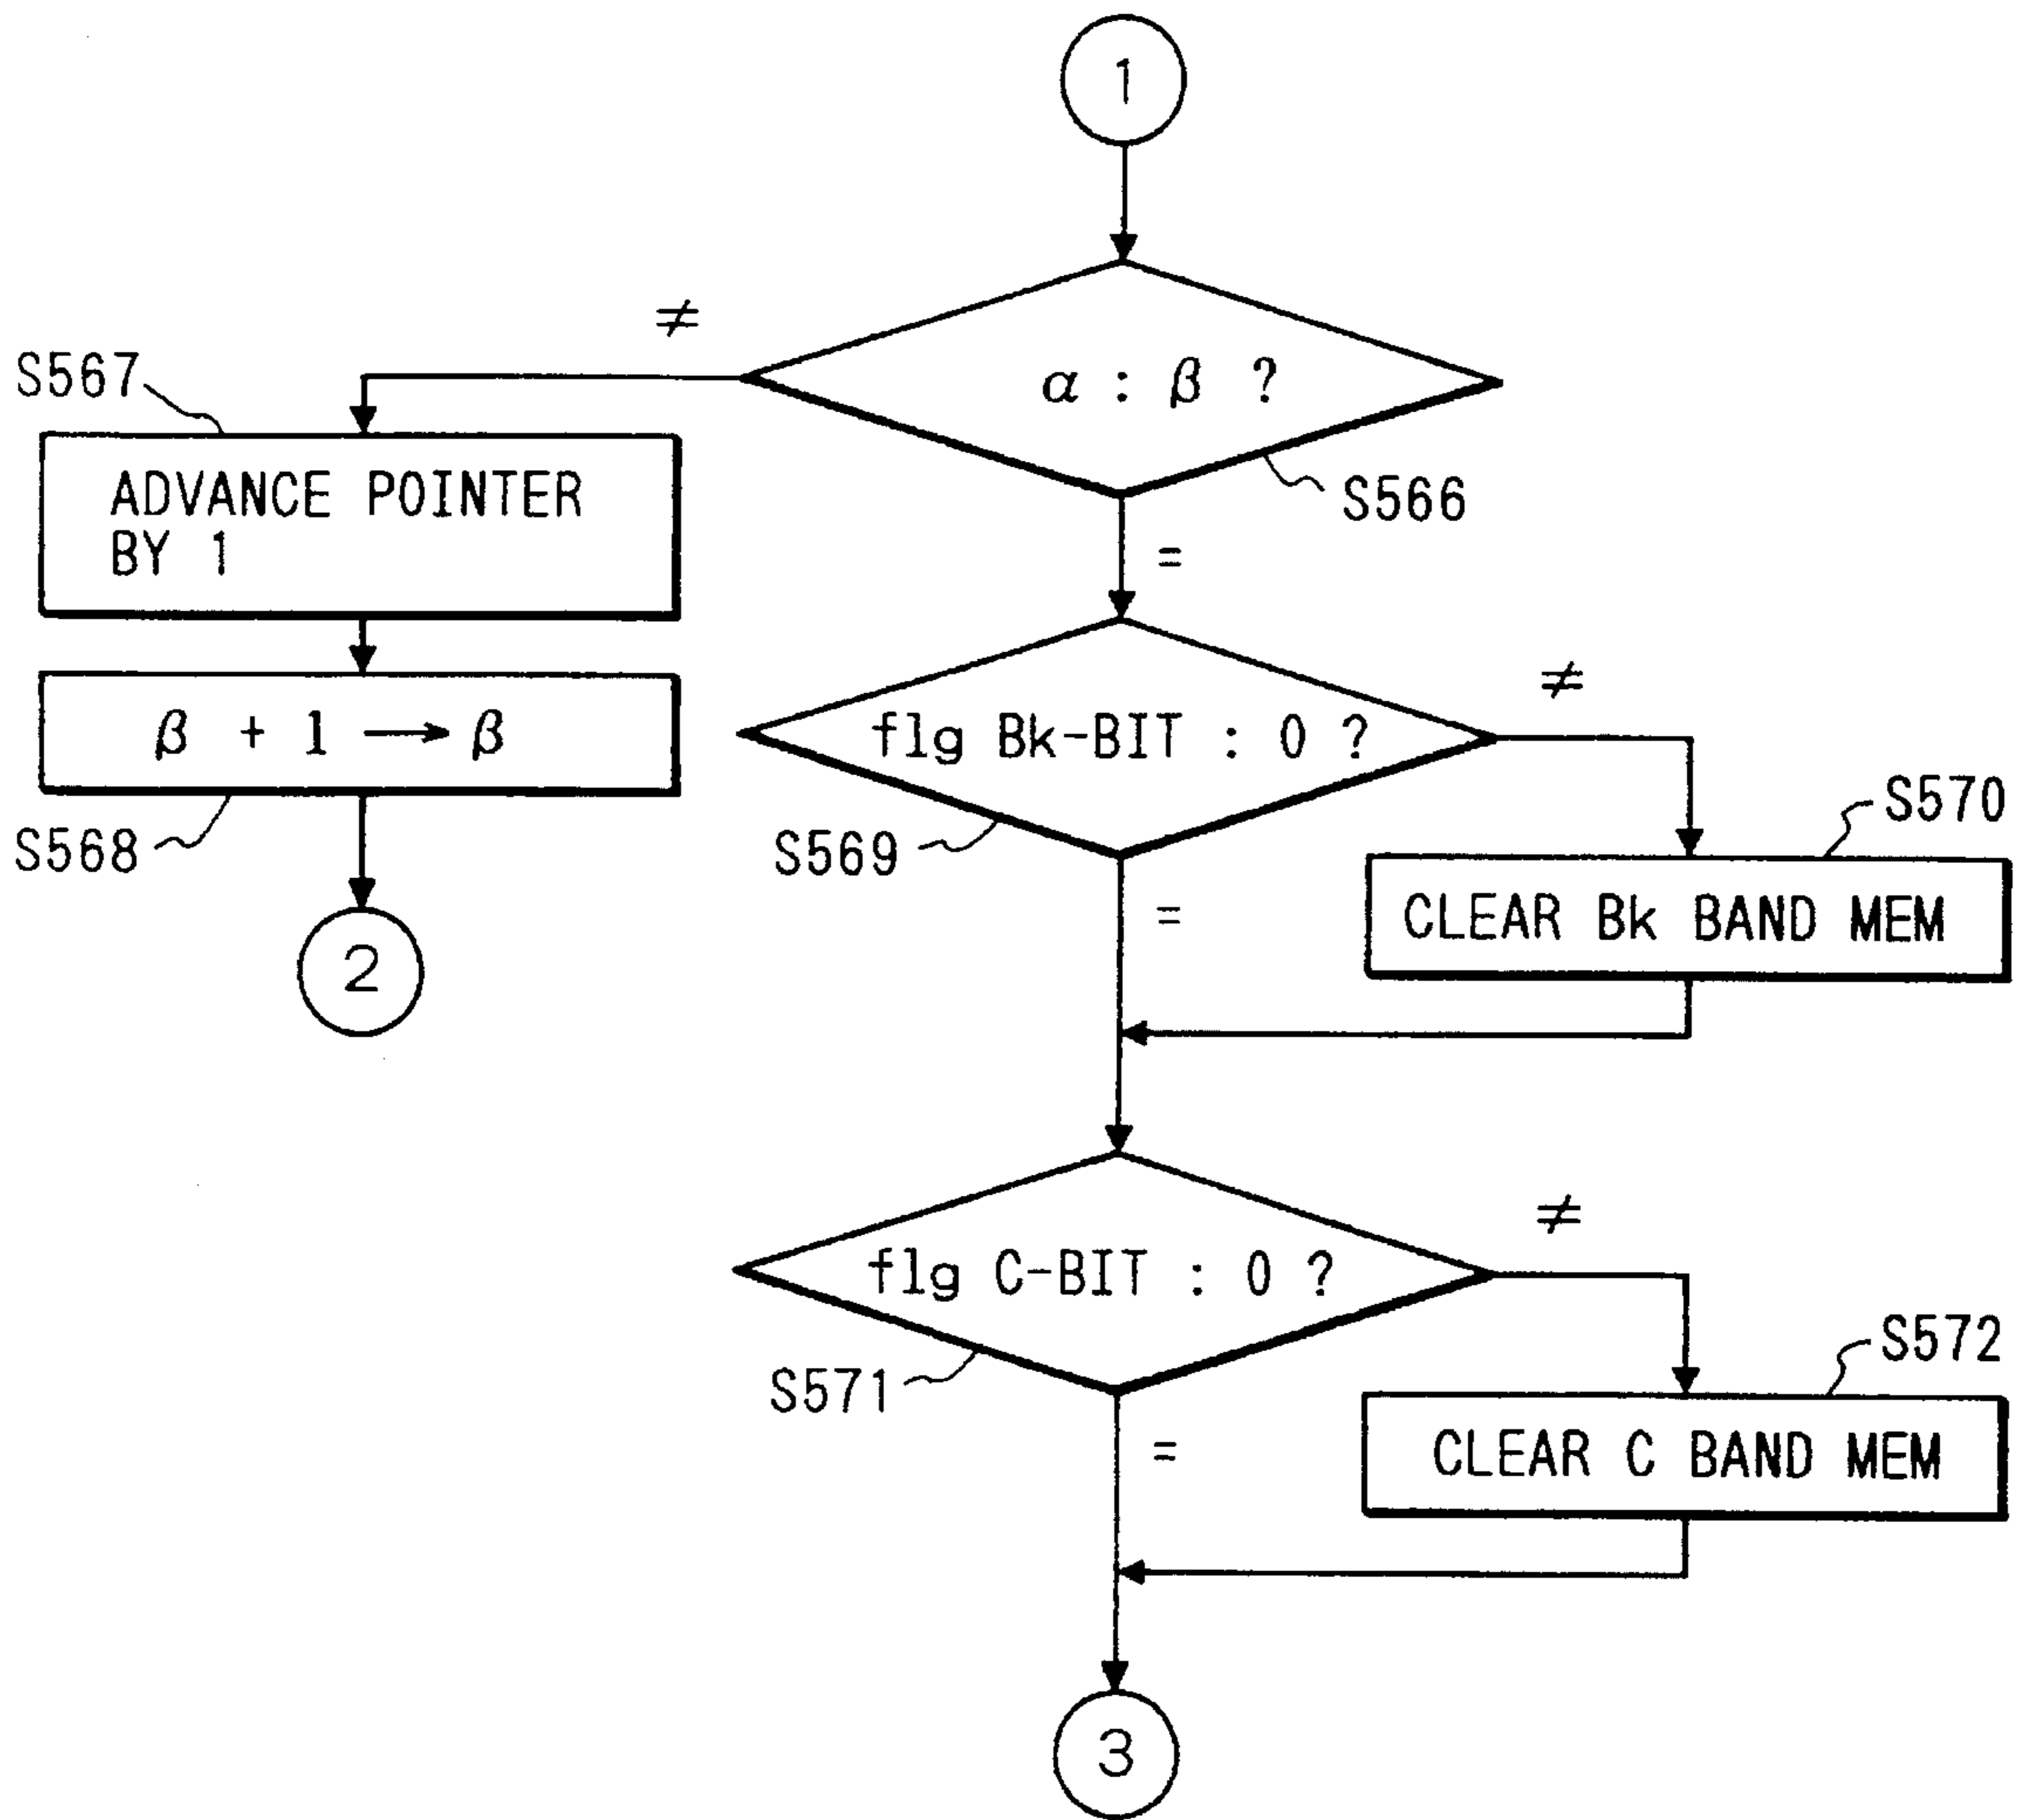 1
≠
α : β ?
S567
S566
ADVANCE POINTER
BY 1
=
β + 1 → β
≠
flg Bk-BIT : 0 ?
S568
S569
S570
=
CLEAR Bk BAND MEM
2
≠
flg C-BIT : 0 ?
S571
S572
=
CLEAR C BAND MEM
3